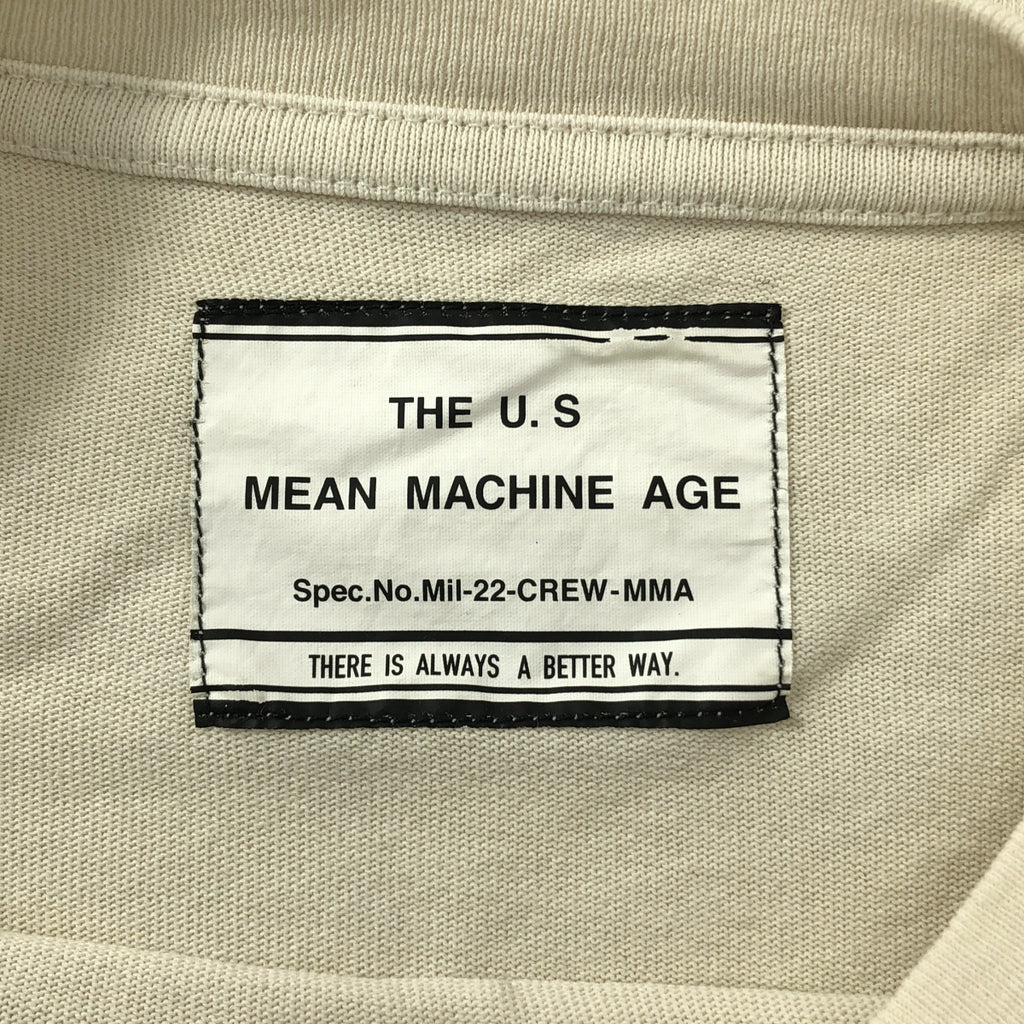 THE U. S
MEAN MACHINE AGE
Spec.No.Mil-22-CREW-MMA
THERE IS ALWAYS A BETTER WAY.